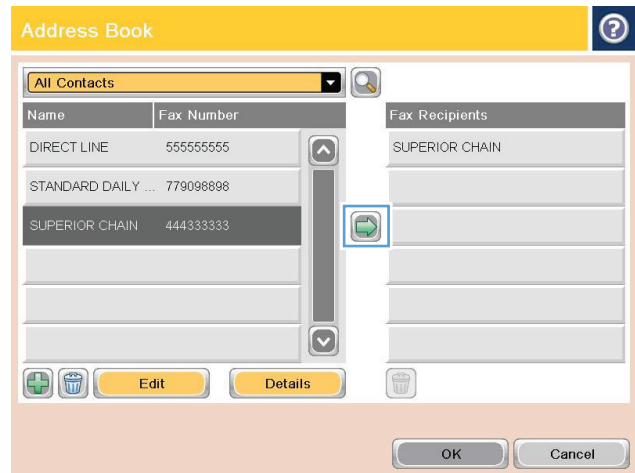 Address Book
?
All Contacts
Name Fax Number
DIRECT LINE 555555555
STANDARD DAILY ... 779098898
SUPERIOR CHAIN 444333333
Edit Details
Fax Recipients
SUPERIOR CHAIN
OK Cancel